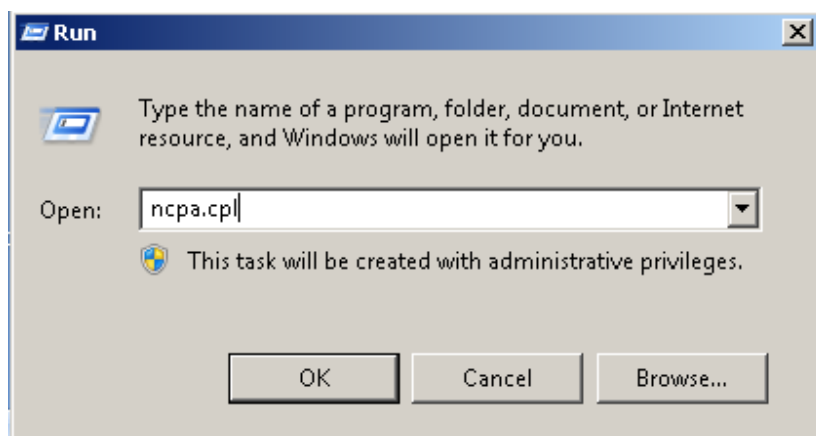 Run
Type the name of a program, folder, document, or Internet
resource, and Windows will open it for you.
Open: ncpa.cpl
This task will be created with administrative privileges.
OK Cancel Browse...